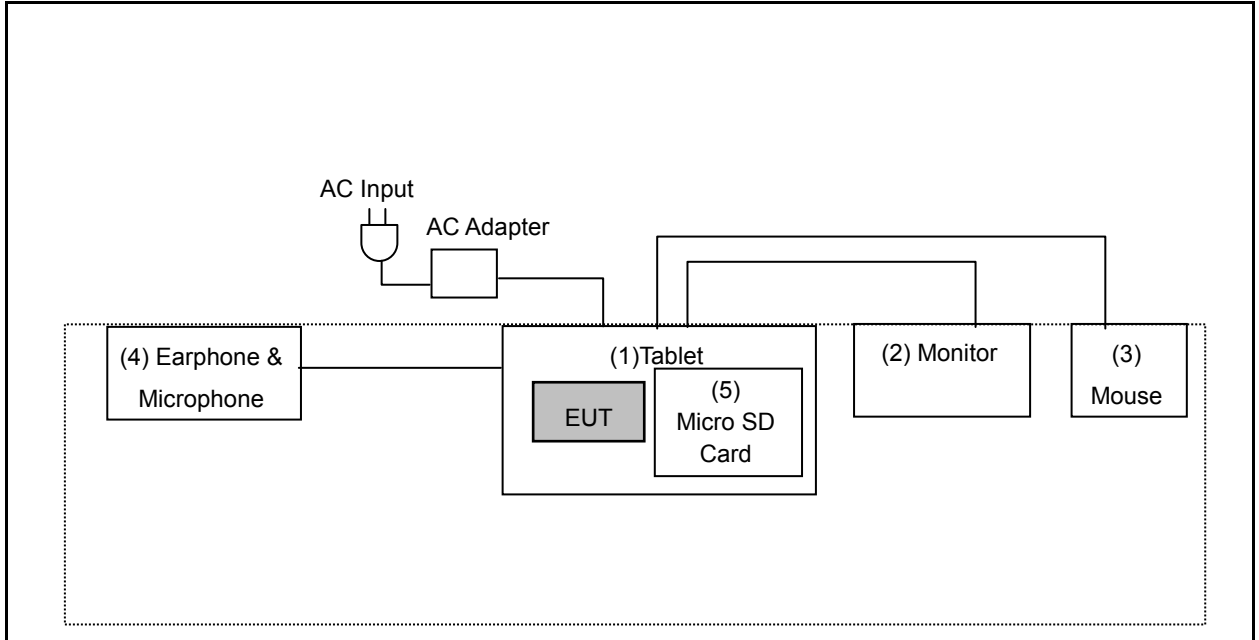 AC Input
AC Adapter
(4) Earphone &
Microphone
(1)Tablet
EUT
(5)
Micro SD
Card
(2) Monitor
(3)
Mouse